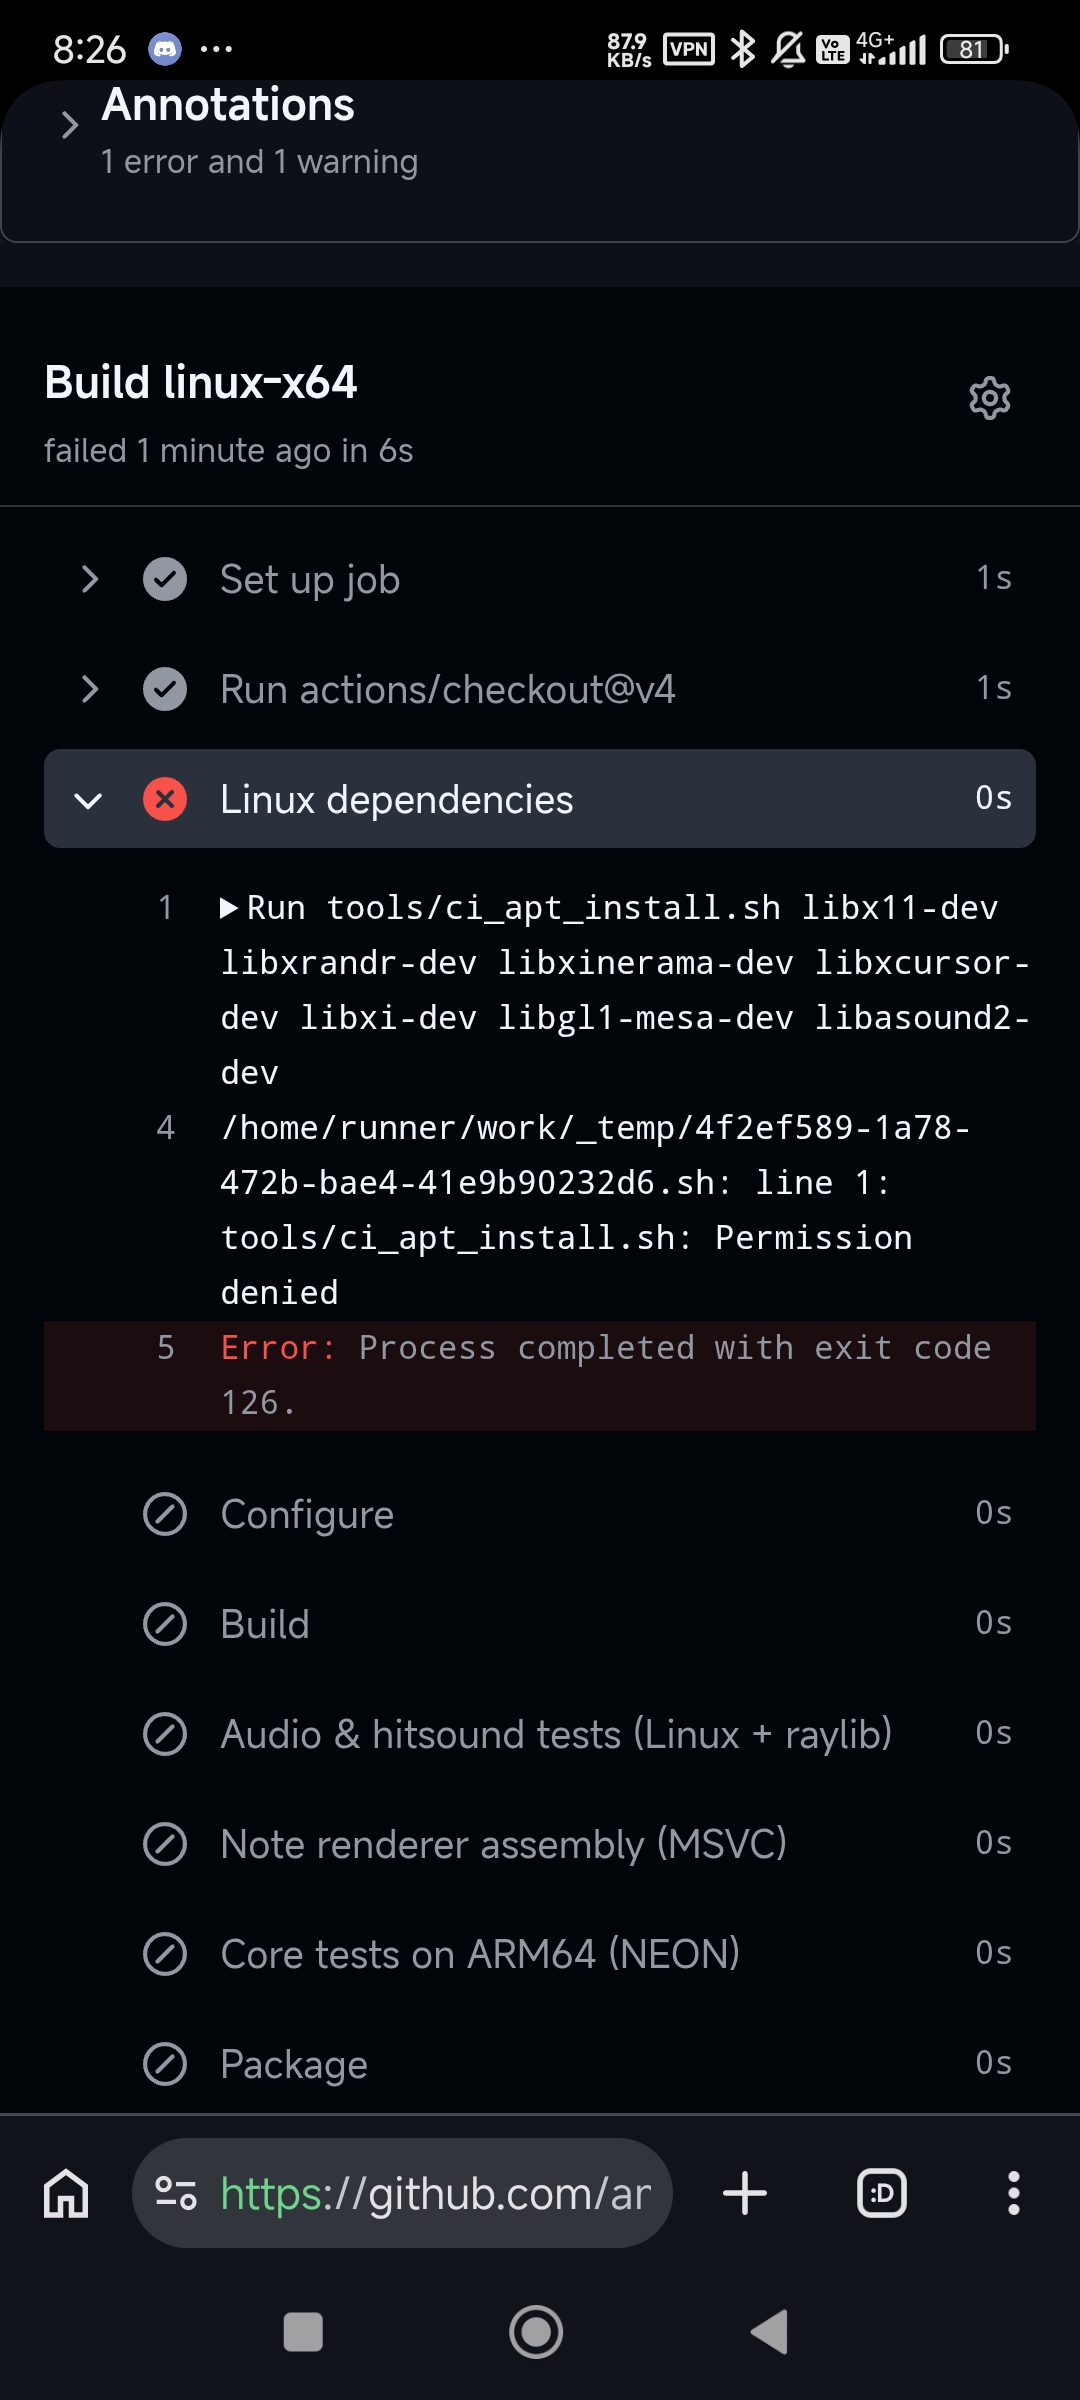 8:26
87.9 KB/s VPN Vo LTE 4G+ 81
Annotations
1 error and 1 warning
Build linux-x64
failed 1 minute ago in 6s
Set up job 1s
Run actions/checkout@v4 1s
Linux dependencies 0s
1 Run tools/ci_apt_install.sh libx11-dev
libxrandr-dev libxinerama-dev libxcursor-
dev libxi-dev libgl1-mesa-dev libasound2-
dev
4 /home/runner/work/_temp/4f2ef589-1a78-
472b-bae4-41e9b90232d6.sh: line 1:
tools/ci_apt_install.sh: Permission
denied
5 Error: Process completed with exit code
126.
Configure 0s
Build 0s
Audio & hitsound tests (Linux + raylib) 0s
Note renderer assembly (MSVC) 0s
Core tests on ARM64 (NEON) 0s
Package 0s
https://github.com/ar :D